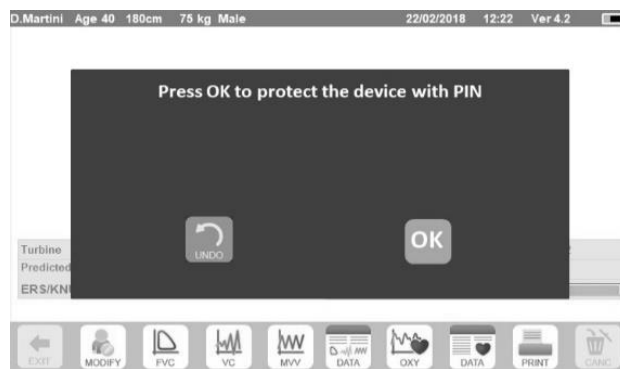 D.Martini Age 40 180cm 75 kg Male 22/02/2018 12:22 Ver 4.2
Press OK to protect the device with PIN
UNDO
OK
Turbine
Predicted
ERS/KN
EXIT MODIFY FVC VC MVV DATA OXY DATA PRINT CANC